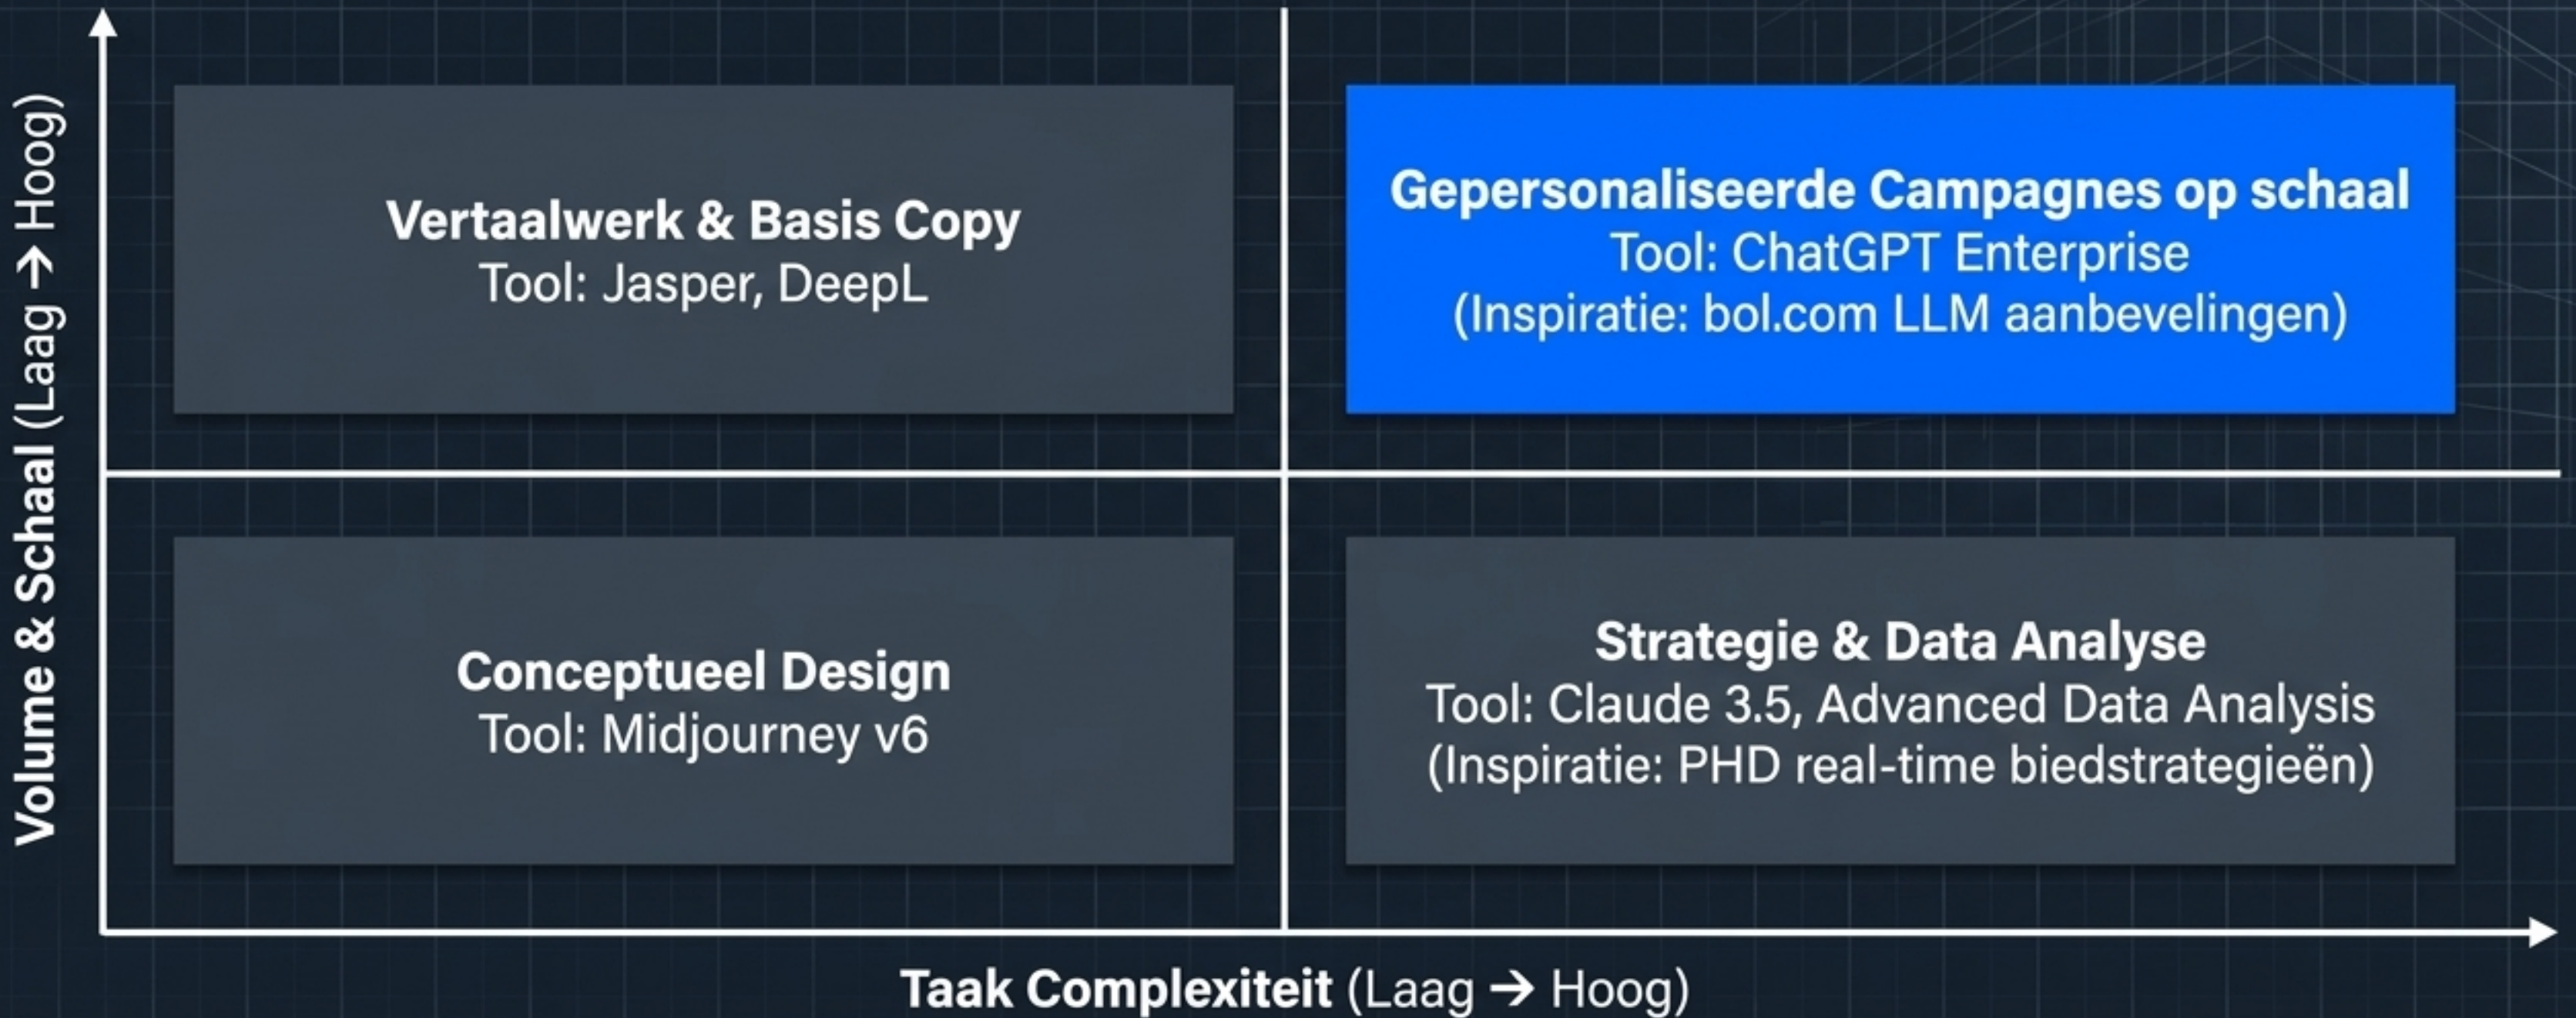 Volume & Schaal (Laag → Hoog)
Vertaalwerk & Basis Copy
Tool: Jasper, DeepL
Gepersonaliseerde Campagnes op schaal
Tool: ChatGPT Enterprise
(Inspiratie: bol.com LLM aanbevelingen)
Conceptueel Design
Tool: Midjourney v6
Strategie & Data Analyse
Tool: Claude 3.5, Advanced Data Analysis
(Inspiratie: PHD real-time biedstrategieën)
Taak Complexiteit (Laag → Hoog)